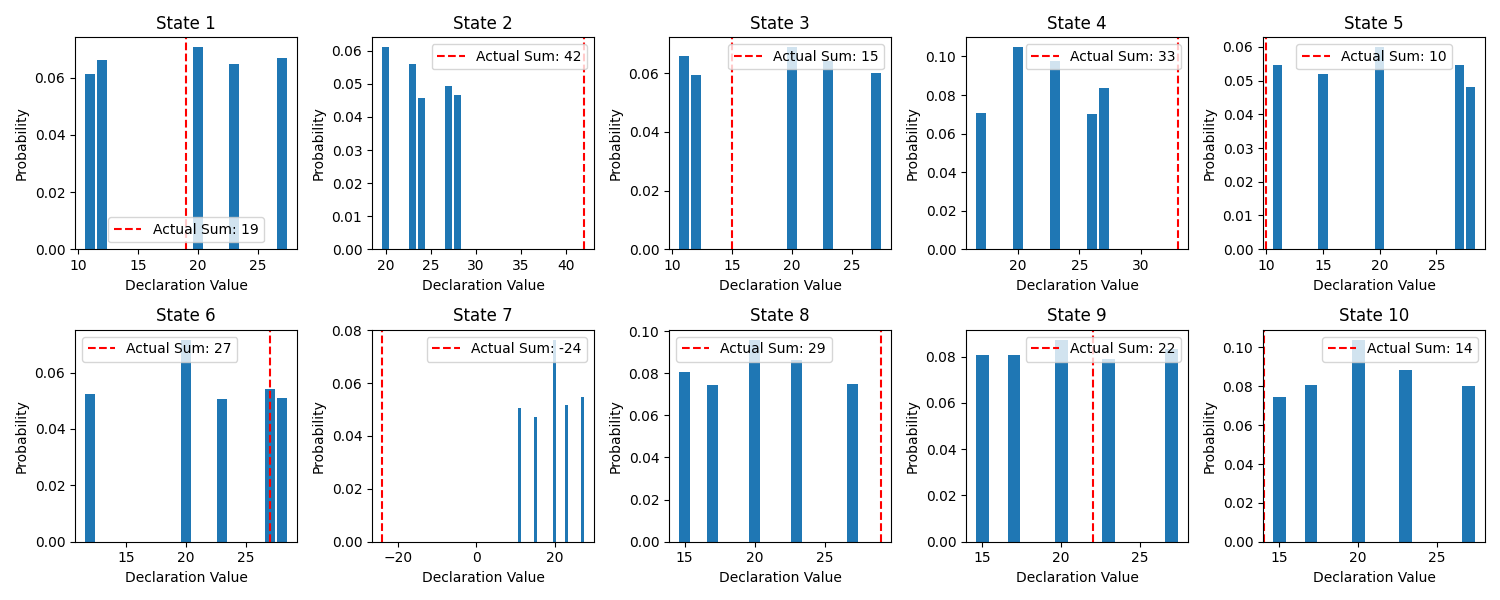 State 1
Probability
0.06
0.04
0.02
0.00
Actual Sum: 19
10 15 20 25
Declaration Value
State 2
Probability
0.06
0.05
0.04
0.03
0.02
0.01
0.00
Actual Sum: 42
20 25 30 35 40
Declaration Value
State 3
Probability
0.06
0.04
0.02
0.00
Actual Sum: 15
10 15 20 25
Declaration Value
State 4
Probability
0.10
0.08
0.06
0.04
0.02
0.00
Actual Sum: 33
20 25 30
Declaration Value
State 5
Probability
0.06
0.05
0.04
0.03
0.02
0.01
0.00
Actual Sum: 10
10 15 20 25
Declaration Value
State 6
Probability
0.06
0.04
0.02
0.00
Actual Sum: 27
15 20 25
Declaration Value
State 7
Probability
0.08
0.06
0.04
0.02
0.00
Actual Sum: -24
−20 0 20
Declaration Value
State 8
Probability
0.10
0.08
0.06
0.04
0.02
0.00
Actual Sum: 29
15 20 25
Declaration Value
State 9
Probability
0.08
0.06
0.04
0.02
0.00
Actual Sum: 22
15 20 25
Declaration Value
State 10
Probability
0.10
0.08
0.06
0.04
0.02
0.00
Actual Sum: 14
15 20 25
Declaration Value